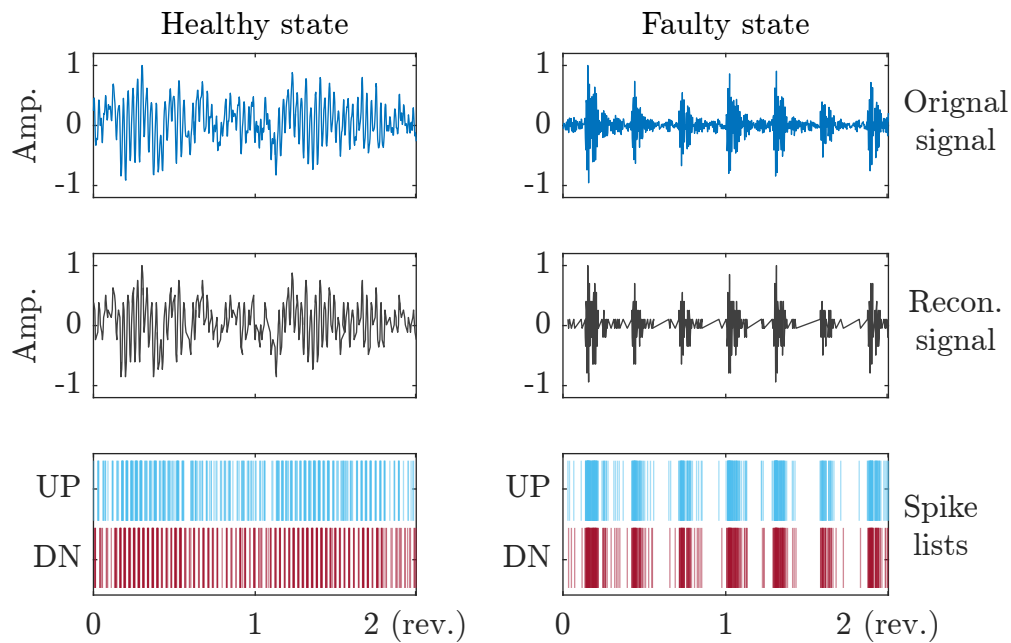 Healthy state
Faulty state
Amp.
1
0
-1
1
0
-1
Orignal
signal
Amp.
1
0
-1
1
0
-1
Recon.
signal
UP
DN
UP
DN
Spike
lists
0 1 2 (rev.)
0 1 2 (rev.)